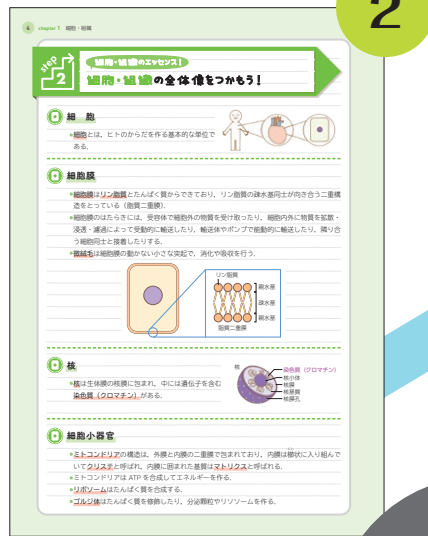 2
6 chapter 1 細胞・組織
step 2
細胞・組織のエッセンス!
細胞・組織の全体像をつかもう!
細 胞
細胞とは、ヒトのからだを作る基本的な単位で
ある.
細胞膜
細胞膜はリン脂質とたんぱく質からできており、リン脂質の疎水基同士が向き合う二重構
造をとっている(脂質二重膜).
細胞膜のはたらきには、受容体で細胞外の物質を受け取ったり、細胞内外に物質を拡散・
浸透・濾過によって受動的に輸送したり、輸送体やポンプで能動的に輸送したり、隣り合
う細胞同士と接着したりする.
微絨毛は細胞膜の動かない小さな突起で、消化や吸収を行う.
リン脂質
親水基
疎水基
親水基
脂質二重膜
核
核は生体膜の核膜に包まれ、中には遺伝子を含む
染色質(クロマチン)がある.
核
染色質(クロマチン)
核小体
核膜
核基質
核膜孔
細胞小器官
ミトコンドリアの構造は、外膜と内膜の二重膜で包まれており、内膜は櫛状に入り組んで
いてクリステと呼ばれ、内膜に囲まれた基質はマトリクスと呼ばれる.
ミトコンドリアは ATP を合成してエネルギーを作る.
リボソームはたんぱく質を合成する.
ゴルジ体はたんぱく質を修飾したり、分泌顆粒やリソソームを作る.